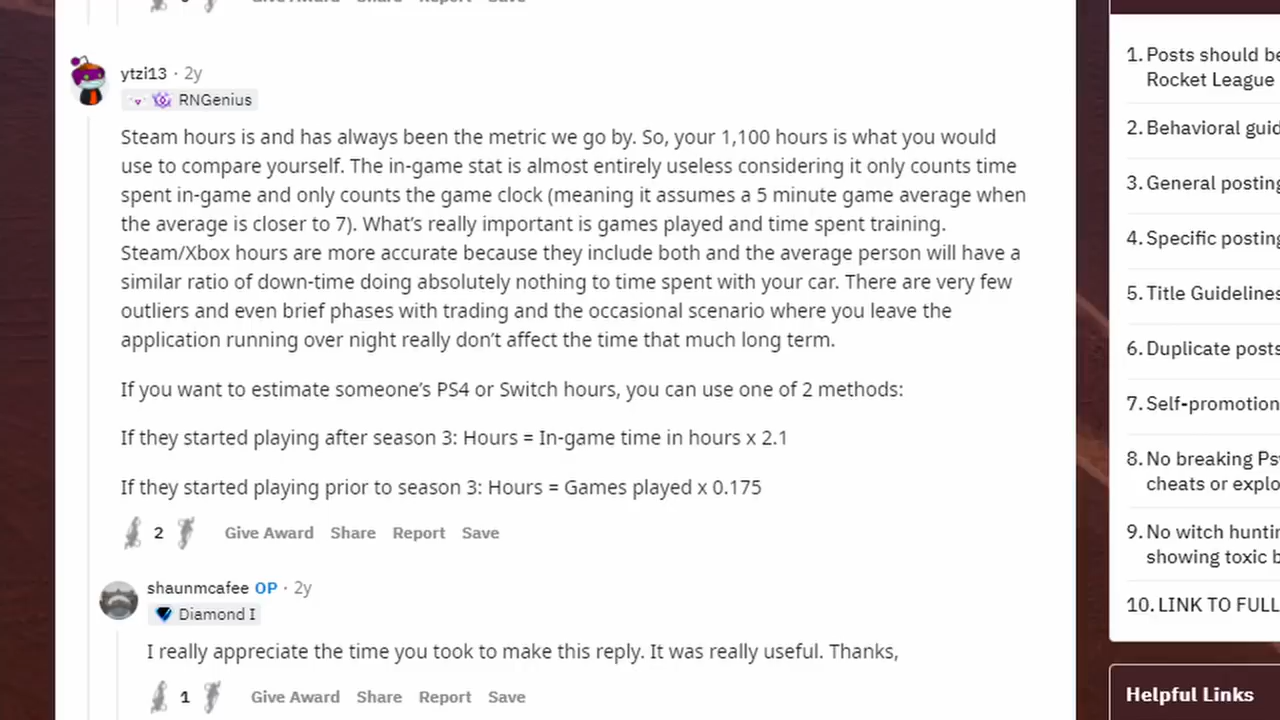 Give Award Share Report Save
ytzi13 · 2y
RNGenius
Steam hours is and has always been the metric we go by. So, your 1,100 hours is what you would
use to compare yourself. The in-game stat is almost entirely useless considering it only counts time
spent in-game and only counts the game clock (meaning it assumes a 5 minute game average when
the average is closer to 7). What's really important is games played and time spent training.
Steam/Xbox hours are more accurate because they include both and the average person will have a
similar ratio of down-time doing absolutely nothing to time spent with your car. There are very few
outliers and even brief phases with trading and the occasional scenario where you leave the
application running over night really don't affect the time that much long term.
If you want to estimate someone's PS4 or Switch hours, you can use one of 2 methods:
If they started playing after season 3: Hours = In-game time in hours x 2.1
If they started playing prior to season 3: Hours = Games played x 0.175
2 Give Award Share Report Save
shaunmcafee OP · 2y
Diamond I
I really appreciate the time you took to make this reply. It was really useful. Thanks,
1 Give Award Share Report Save
1. Posts should be
Rocket League
2. Behavioral guid
3. General posting
4. Specific posting
5. Title Guidelines
6. Duplicate posts
7. Self-promotion
8. No breaking Psy
cheats or explo
9. No witch huntin
showing toxic b
10. LINK TO FULL
Helpful Links